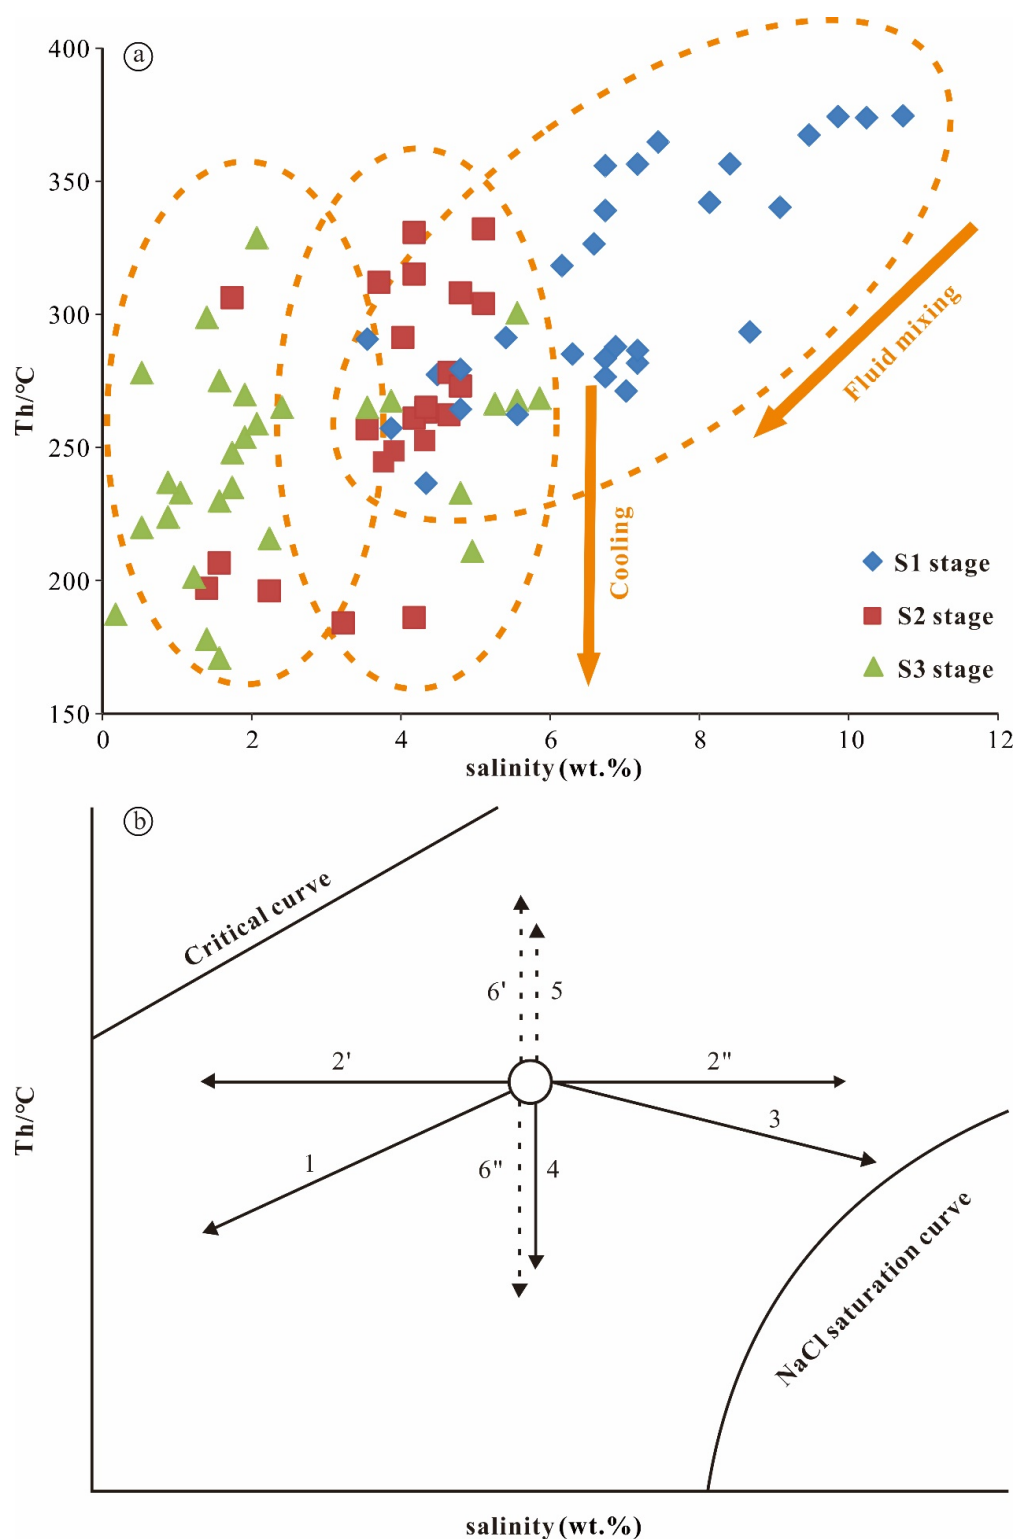 ⓐ
400
350
300
250
200
150
Th/°C
Fluid mixing
Cooling
S1 stage
S2 stage
S3 stage
0 2 4 6 8 10 12
salinity (wt.%)
ⓑ
Critical curve
6' 5
2' 2"
3
1 6" 4
Th/°C
NaCl saturation curve
salinity (wt.%)